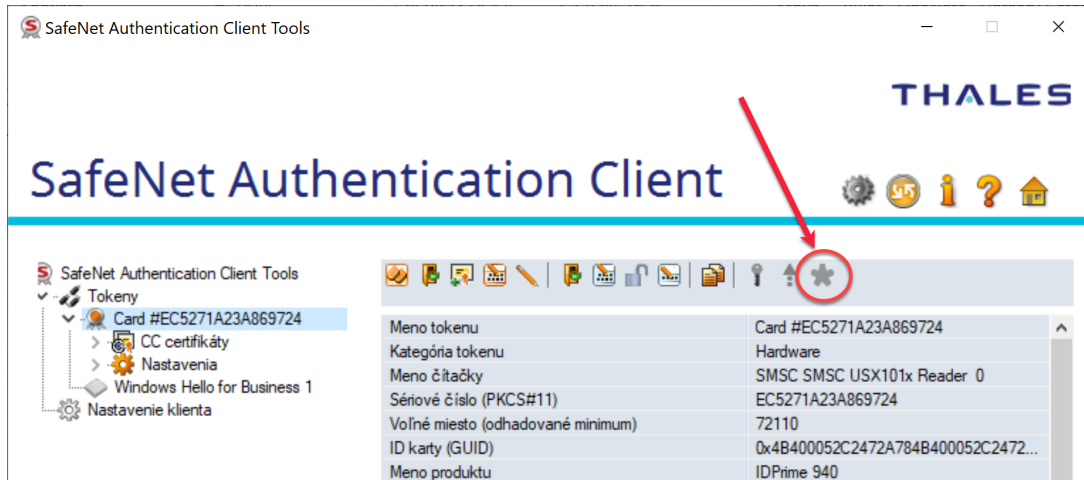 SafeNet Authentication Client Tools
THALES
SafeNet Authentication Client
SafeNet Authentication Client Tools
Tokeny
Card #EC5271A23A869724
CC certifikáty
Nastavenia
Windows Hello for Business 1
Nastavenie klienta
Meno tokenu Card #EC5271A23A869724
Kategória tokenu Hardware
Meno čítačky SMSC SMSC USX101x Reader 0
Sériové číslo (PKCS#11) EC5271A23A869724
Voľné miesto (odhadované minimum) 72110
ID karty (GUID) 0x4B400052C2472A784B400052C2472...
Meno produktu IDPrime 940